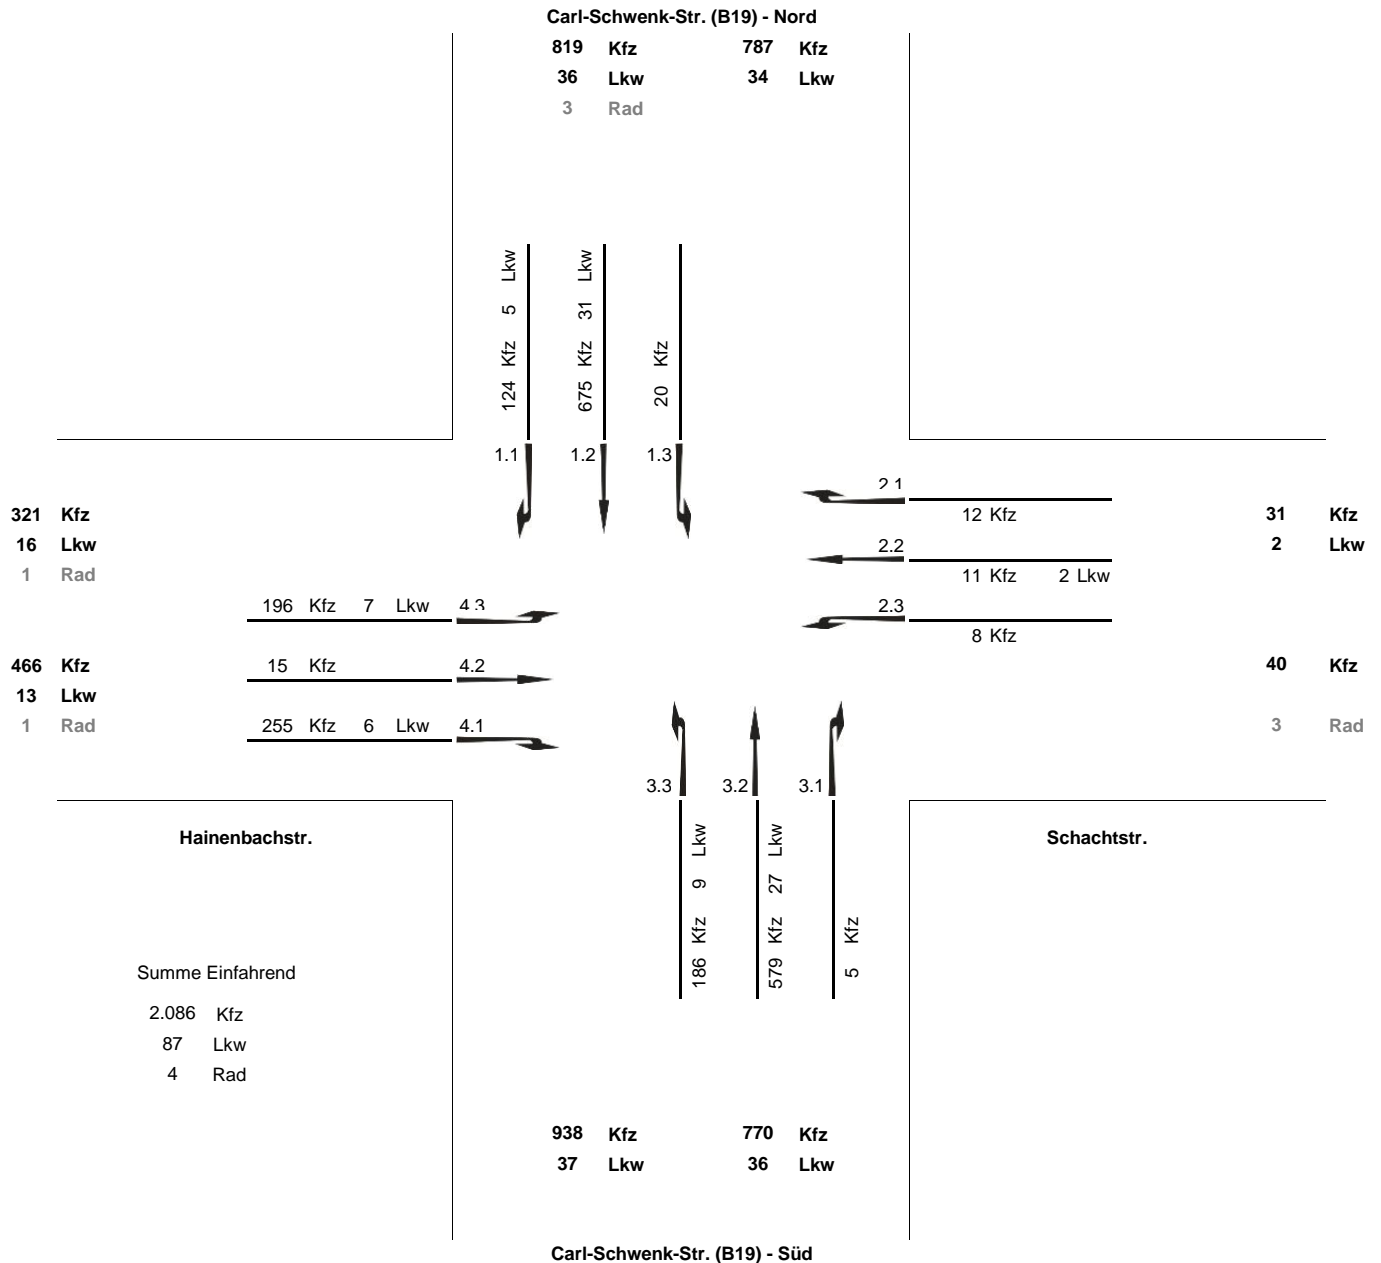 Carl-Schwenk-Str. (B19) - Nord
819 Kfz 787 Kfz
36 Lkw 34 Lkw
3 Rad
124 Kfz 5 Lkw
675 Kfz 31 Lkw
20 Kfz
1.1 1.2 1.3
2.1
12 Kfz
2.2
11 Kfz 2 Lkw
2.3
8 Kfz
321 Kfz
16 Lkw
1 Rad
31 Kfz
2 Lkw
196 Kfz 7 Lkw 4.3
15 Kfz 4.2
255 Kfz 6 Lkw 4.1
466 Kfz
13 Lkw
1 Rad
40 Kfz
3 Rad
3.3 3.2 3.1
186 Kfz 9 Lkw
579 Kfz 27 Lkw
5 Kfz
Hainenbachstr.
Schachtstr.
Summe Einfahrend
2.086 Kfz
87 Lkw
4 Rad
938 Kfz 770 Kfz
37 Lkw 36 Lkw
Carl-Schwenk-Str. (B19) - Süd